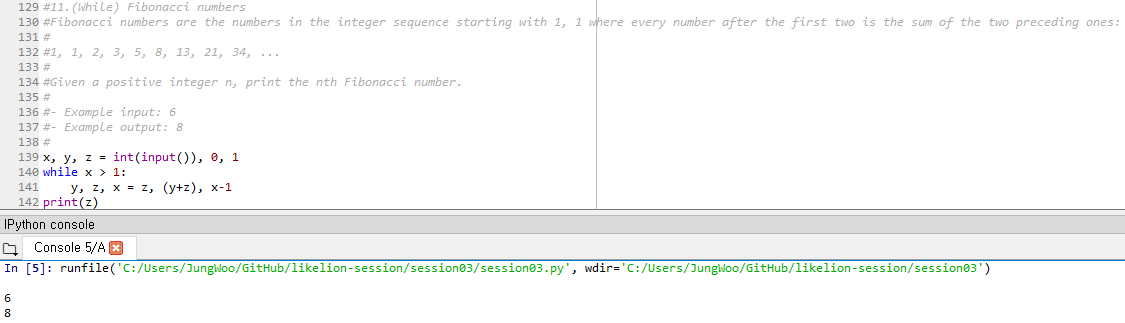 129 #11.(While) Fibonacci numbers
130 #Fibonacci numbers are the numbers in the integer sequence starting with 1, 1 where every number after the first two is the sum of the two preceding ones:
131 #
132 #1, 1, 2, 3, 5, 8, 13, 21, 34, ...
133 #
134 #Given a positive integer n, print the nth Fibonacci number.
135 #
136 #- Example input: 6
137 #- Example output: 8
138 #
139 x, y, z = int(input()), 0, 1
140 while x > 1:
141     y, z, x = z, (y+z), x-1
142 print(z)
IPython console
Console 5/A
In [5]: runfile('C:/Users/JungWoo/GitHub/likelion-session/session03/session03.py', wdir='C:/Users/JungWoo/GitHub/likelion-session/session03')
6
8